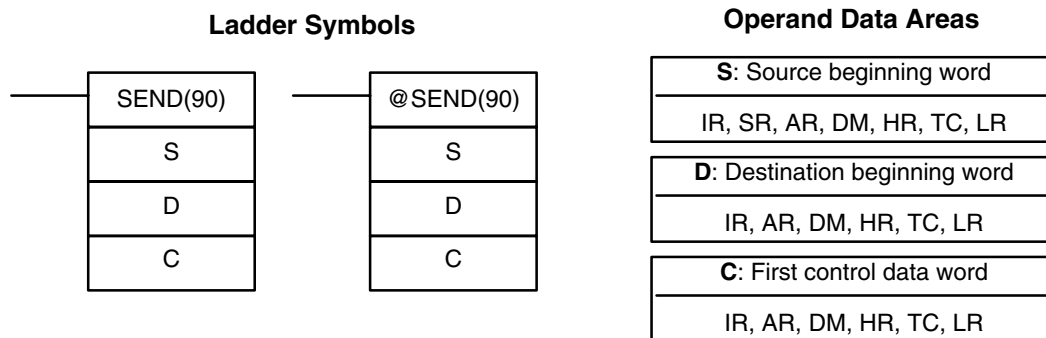 Ladder Symbols
SEND(90)
S
D
C
@SEND(90)
S
D
C
Operand Data Areas
S: Source beginning word
IR, SR, AR, DM, HR, TC, LR
D: Destination beginning word
IR, AR, DM, HR, TC, LR
C: First control data word
IR, AR, DM, HR, TC, LR